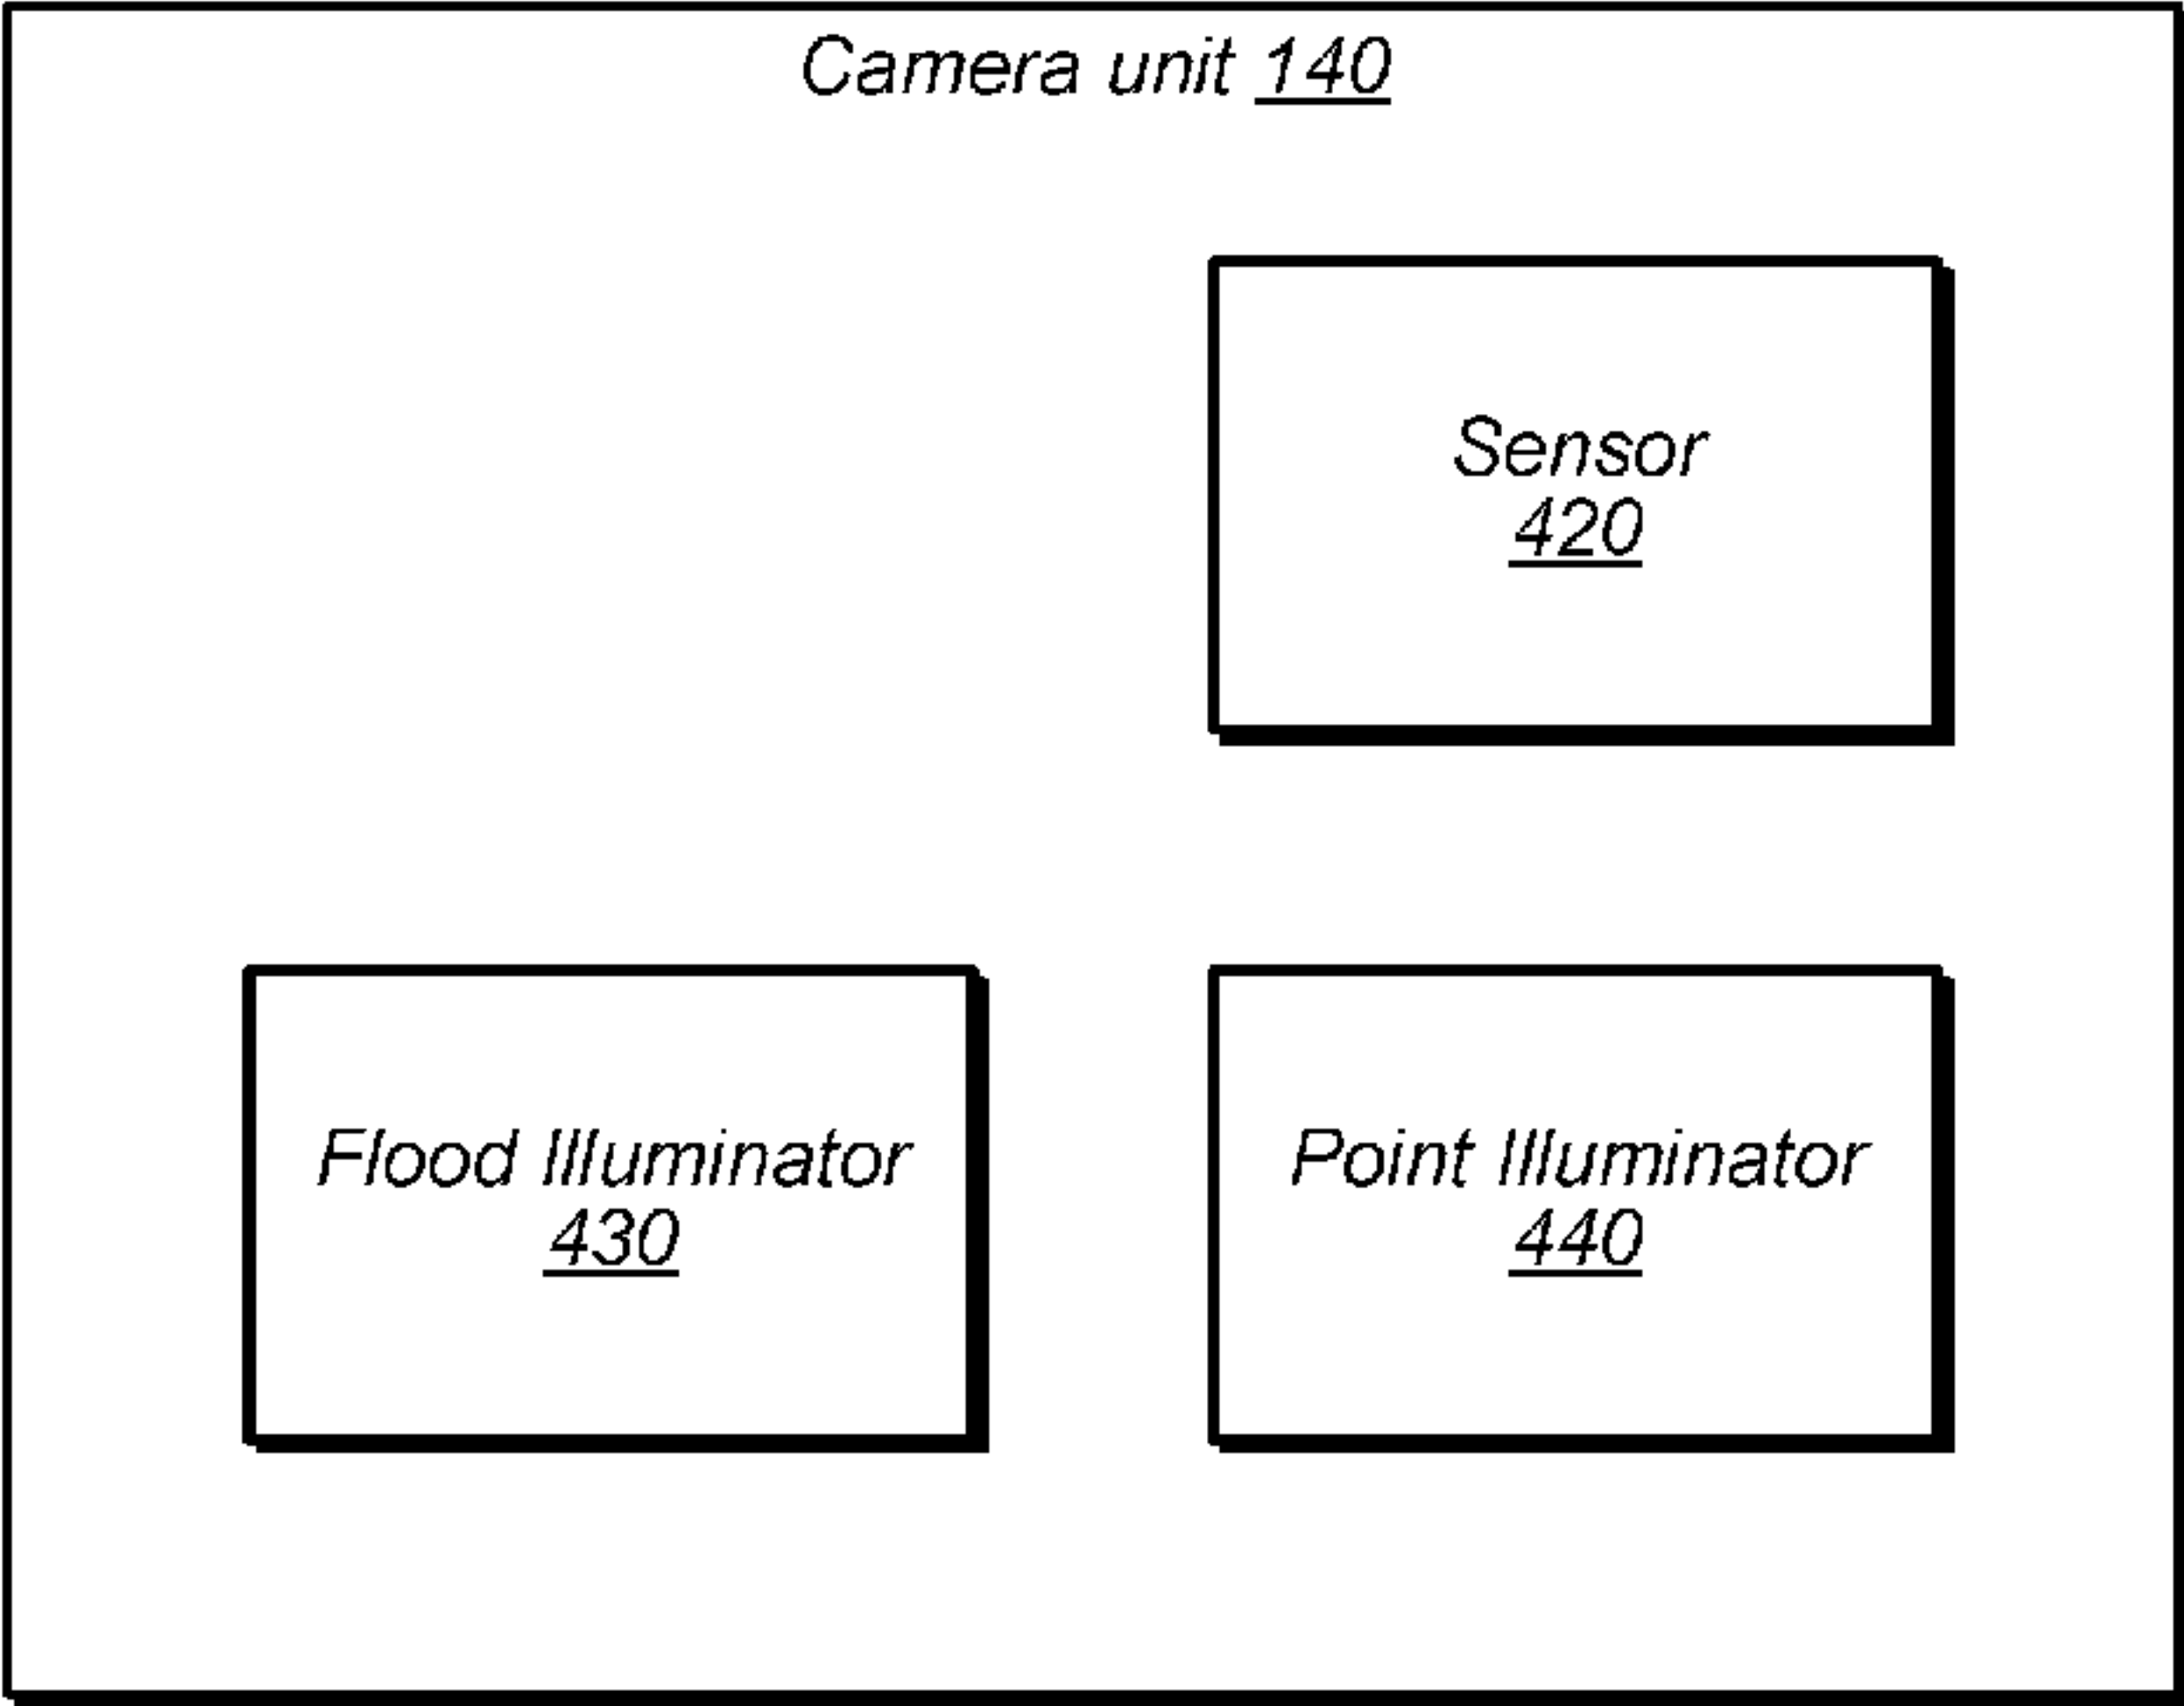 Camera unit 140
Sensor
420
Flood Illuminator
430
Point Illuminator
440